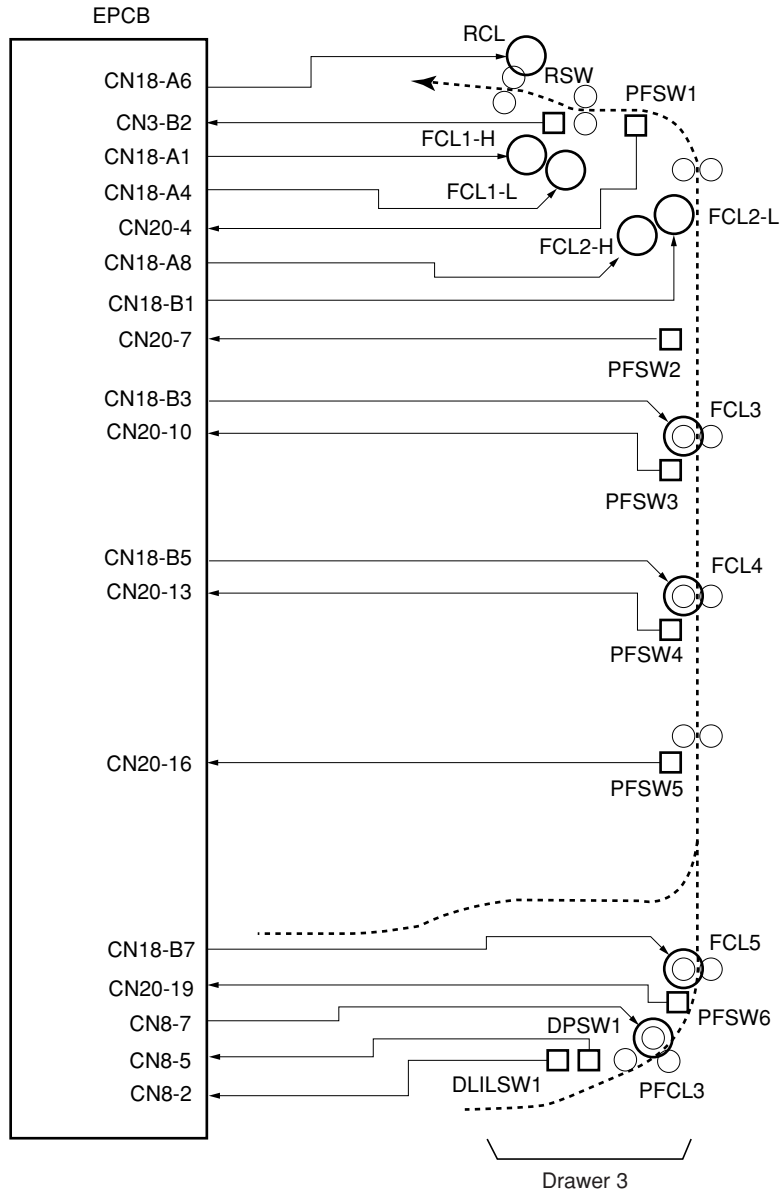 EPCB
RCL
CN18-A6
RSW
PFSW1
CN3-B2
FCL1-H
CN18-A1
CN18-A4
FCL1-L
CN20-4
FCL2-L
FCL2-H
CN18-A8
CN18-B1
CN20-7
PFSW2
CN18-B3
FCL3
CN20-10
PFSW3
CN18-B5
FCL4
CN20-13
PFSW4
CN20-16
PFSW5
CN18-B7
FCL5
CN20-19
PFSW6
CN8-7
DPSW1
CN8-5
DLILSW1
PFCL3
CN8-2
Drawer 3